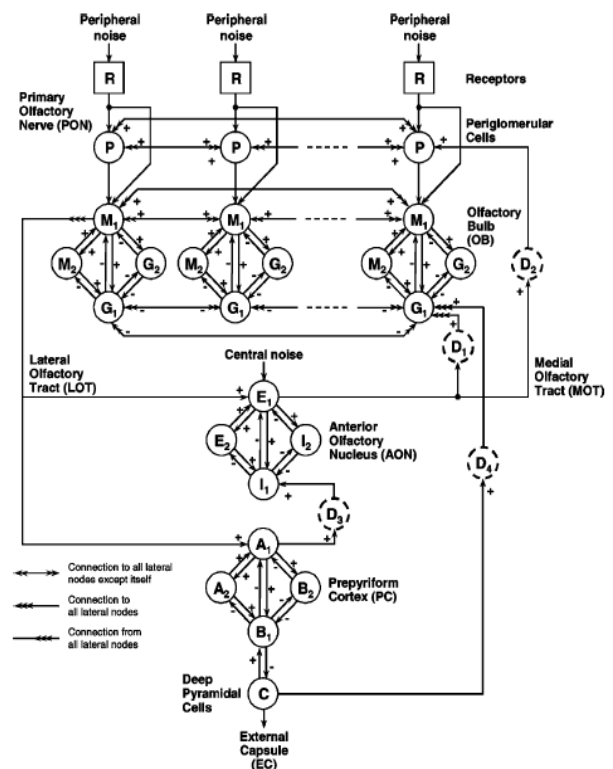 Peripheral noise
Peripheral noise
Peripheral noise
R
R
R
Receptors
Primary
Olfactory
Nerve (PON)
P
P
P
Periglomerular
Cells
M1
M1
M1
Olfactory
Bulb
(OB)
M2
G2
M2
G2
M2
G2
D2
G1
G1
G1
D1
Central noise
Lateral
Olfactory
Tract (LOT)
Medial
Olfactory
Tract (MOT)
E1
E2
I2
Anterior
Olfactory
Nucleus (AON)
D4
I1
D3
A1
A2
B2
Prepyriform
Cortex (PC)
B1
Connection to all lateral
nodes except itself
Connection to
all lateral nodes
Connection from
all lateral nodes
Deep
Pyramidal
Cells
C
External
Capsule
(EC)